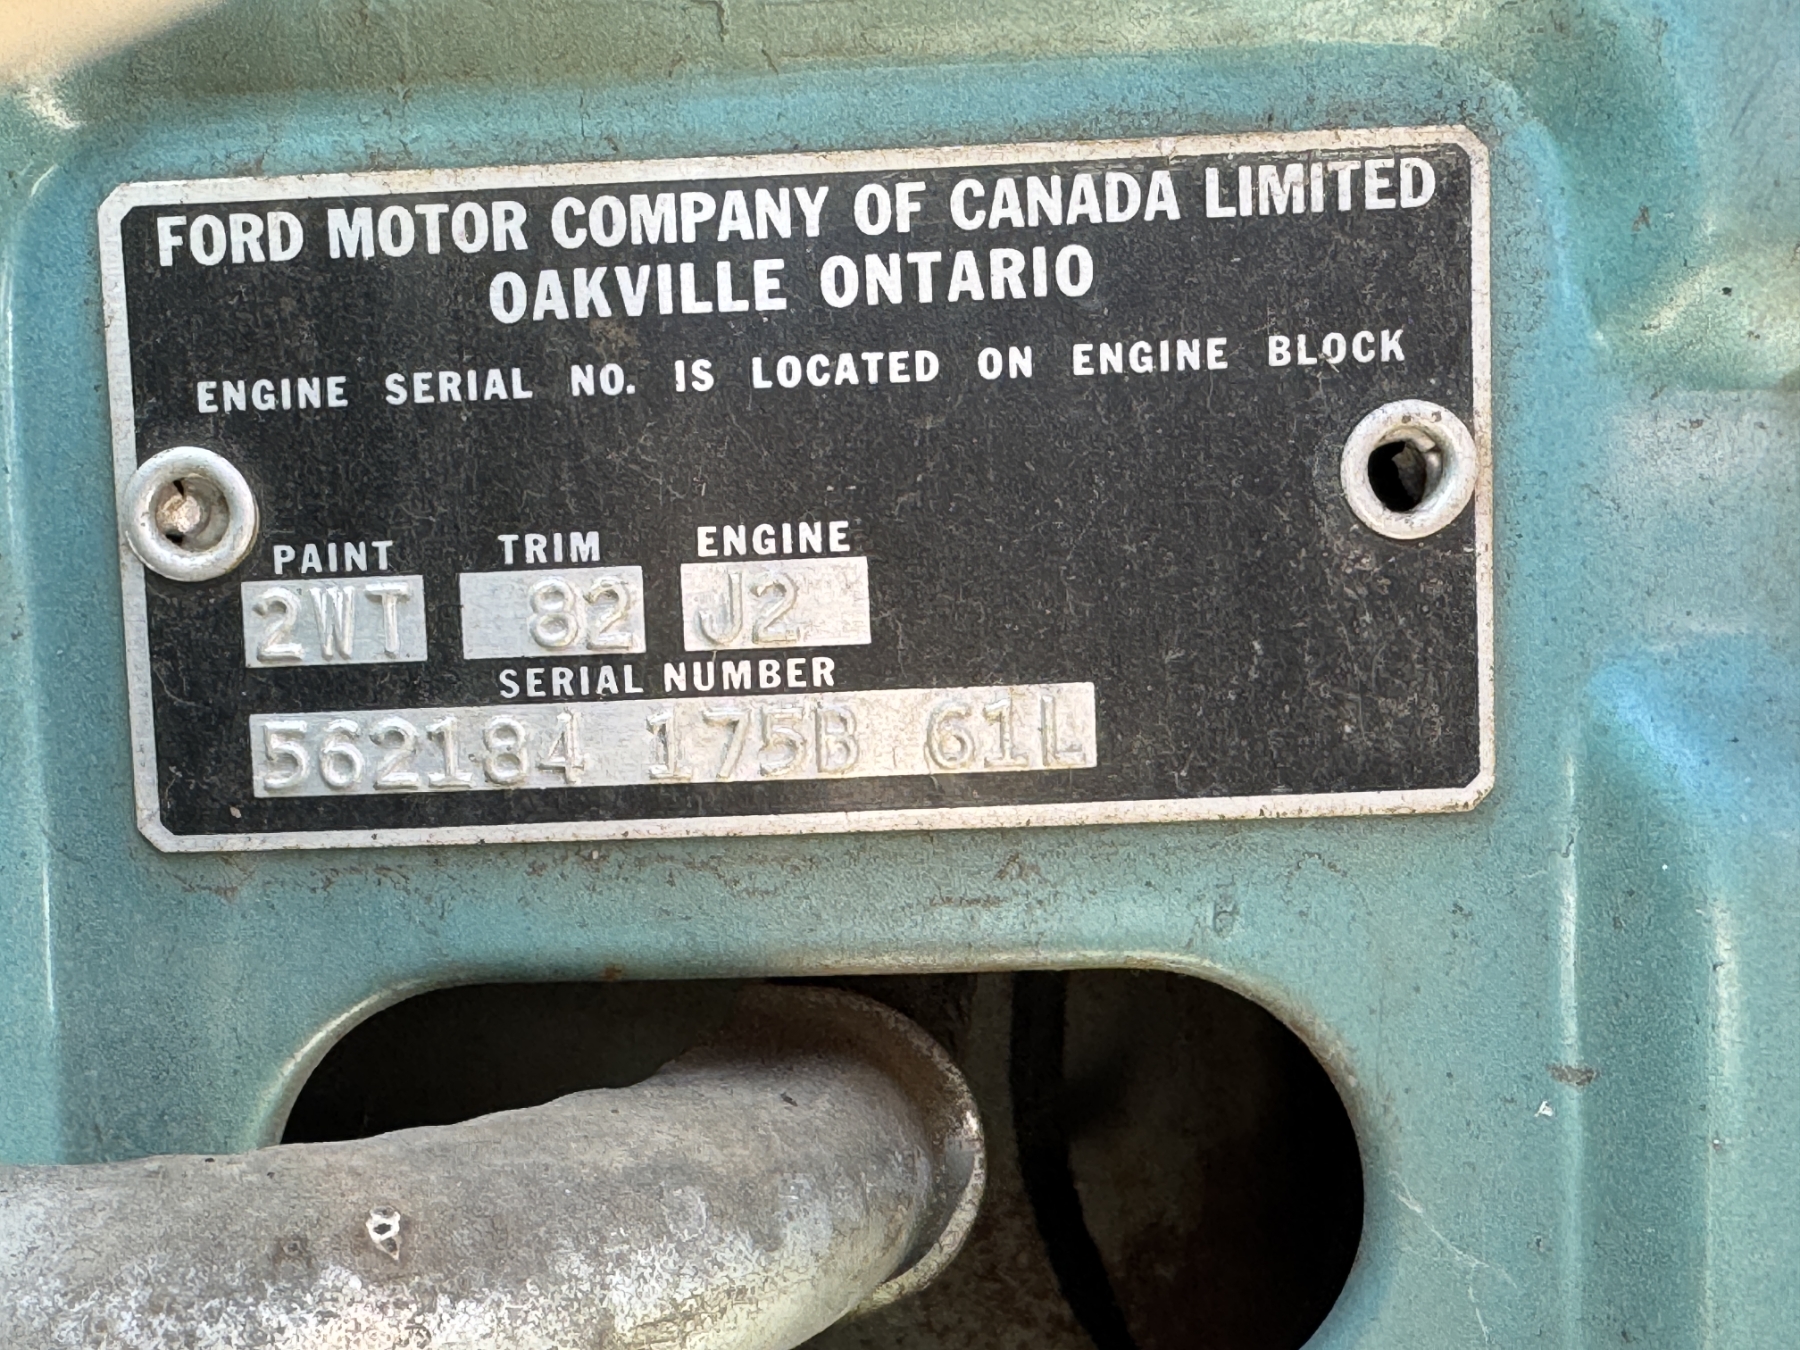 FORD MOTOR COMPANY OF CANADA LIMITED
OAKVILLE ONTARIO
ENGINE SERIAL NO. IS LOCATED ON ENGINE BLOCK
PAINT TRIM ENGINE
2WT 82 J2
SERIAL NUMBER
562184 175B 61L